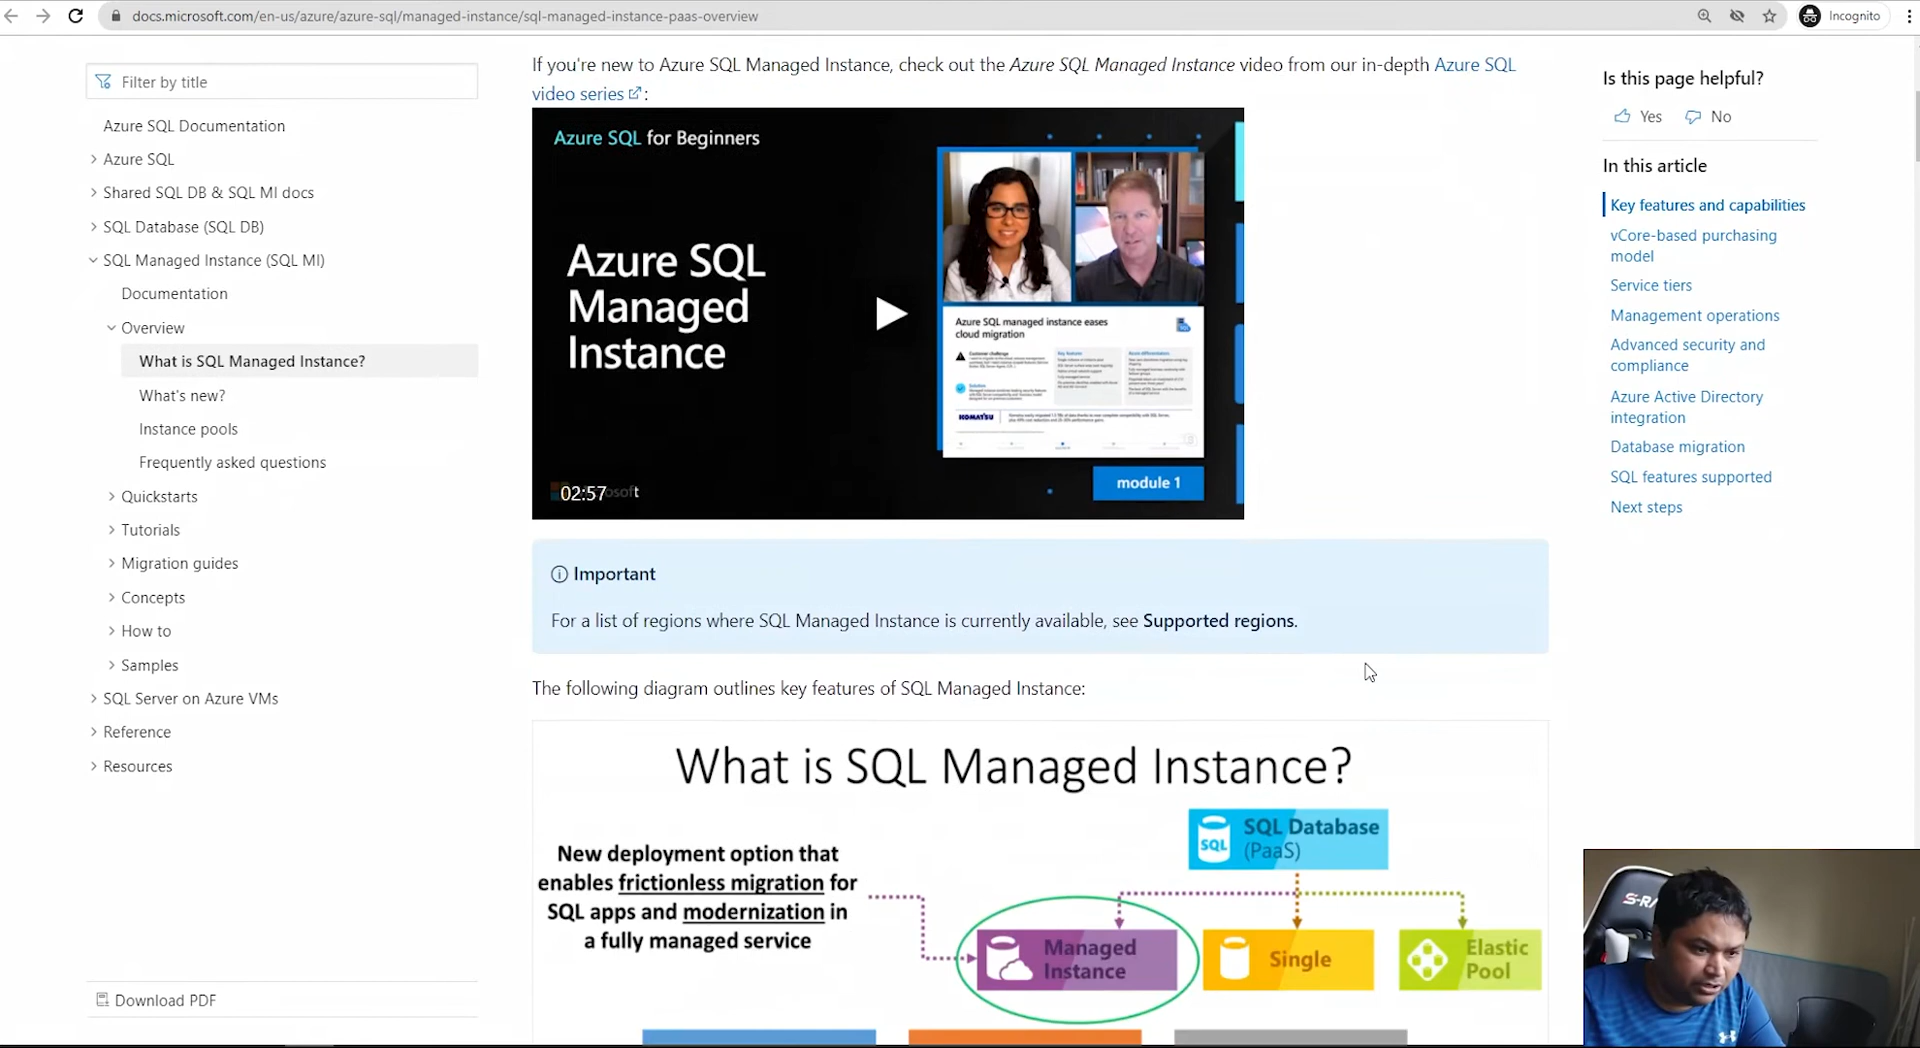 docs.microsoft.com/en-us/azure/azure-sql/managed-instance/sql-managed-instance-paas-overview
Incognito
Filter by title
Azure SQL Documentation
Azure SQL
Shared SQL DB & SQL MI docs
SQL Database (SQL DB)
SQL Managed Instance (SQL MI)
Documentation
Overview
What is SQL Managed Instance?
What's new?
Instance pools
Frequently asked questions
Quickstarts
Tutorials
Migration guides
Concepts
How to
Samples
SQL Server on Azure VMs
Reference
Resources
Download PDF
If you're new to Azure SQL Managed Instance, check out the Azure SQL Managed Instance video from our in-depth Azure SQL
video series :
Azure SQL for Beginners
Azure SQL
Managed
Instance
Azure SQL managed instance eases
cloud migration
Customer challenge
Key features
Solution
KOMATSU
module 1
02:57
Important
For a list of regions where SQL Managed Instance is currently available, see Supported regions.
The following diagram outlines key features of SQL Managed Instance:
What is SQL Managed Instance?
New deployment option that
enables frictionless migration for
SQL apps and modernization in
a fully managed service
SQL
SQL Database
(PaaS)
Managed
Instance
Single
Elastic
Pool
Is this page helpful?
Yes No
In this article
Key features and capabilities
vCore-based purchasing
model
Service tiers
Management operations
Advanced security and
compliance
Azure Active Directory
integration
Database migration
SQL features supported
Next steps